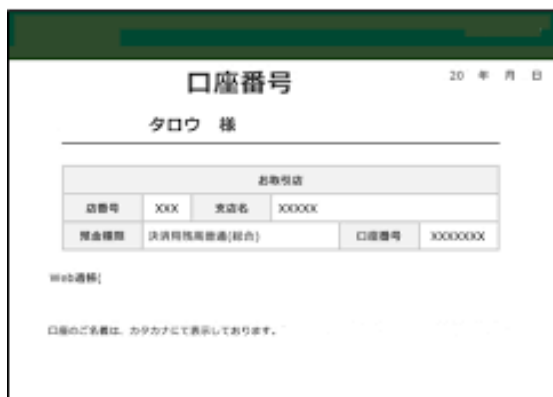 口座番号
20 年 月 日
タロウ 様
お取引店
店番号 XXX 支店名 XXXXX
預金種類 決済用残高普通(総合) 口座番号 XXXXXXX
Web通帳(
口座のご名義は、カタカナにて表示しております。